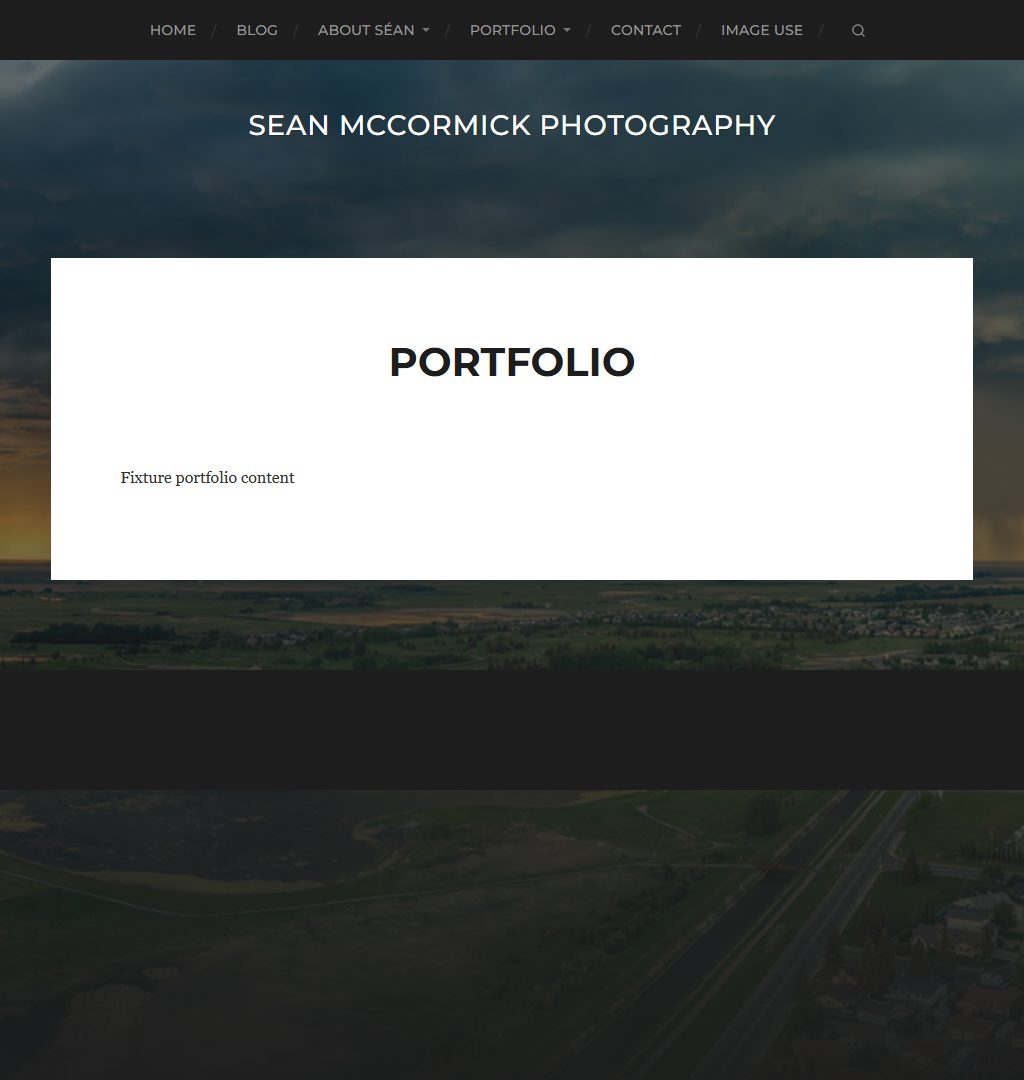 HOME / BLOG / ABOUT SÉAN / PORTFOLIO / CONTACT / IMAGE USE /
SEAN MCCORMICK PHOTOGRAPHY
PORTFOLIO
Fixture portfolio content